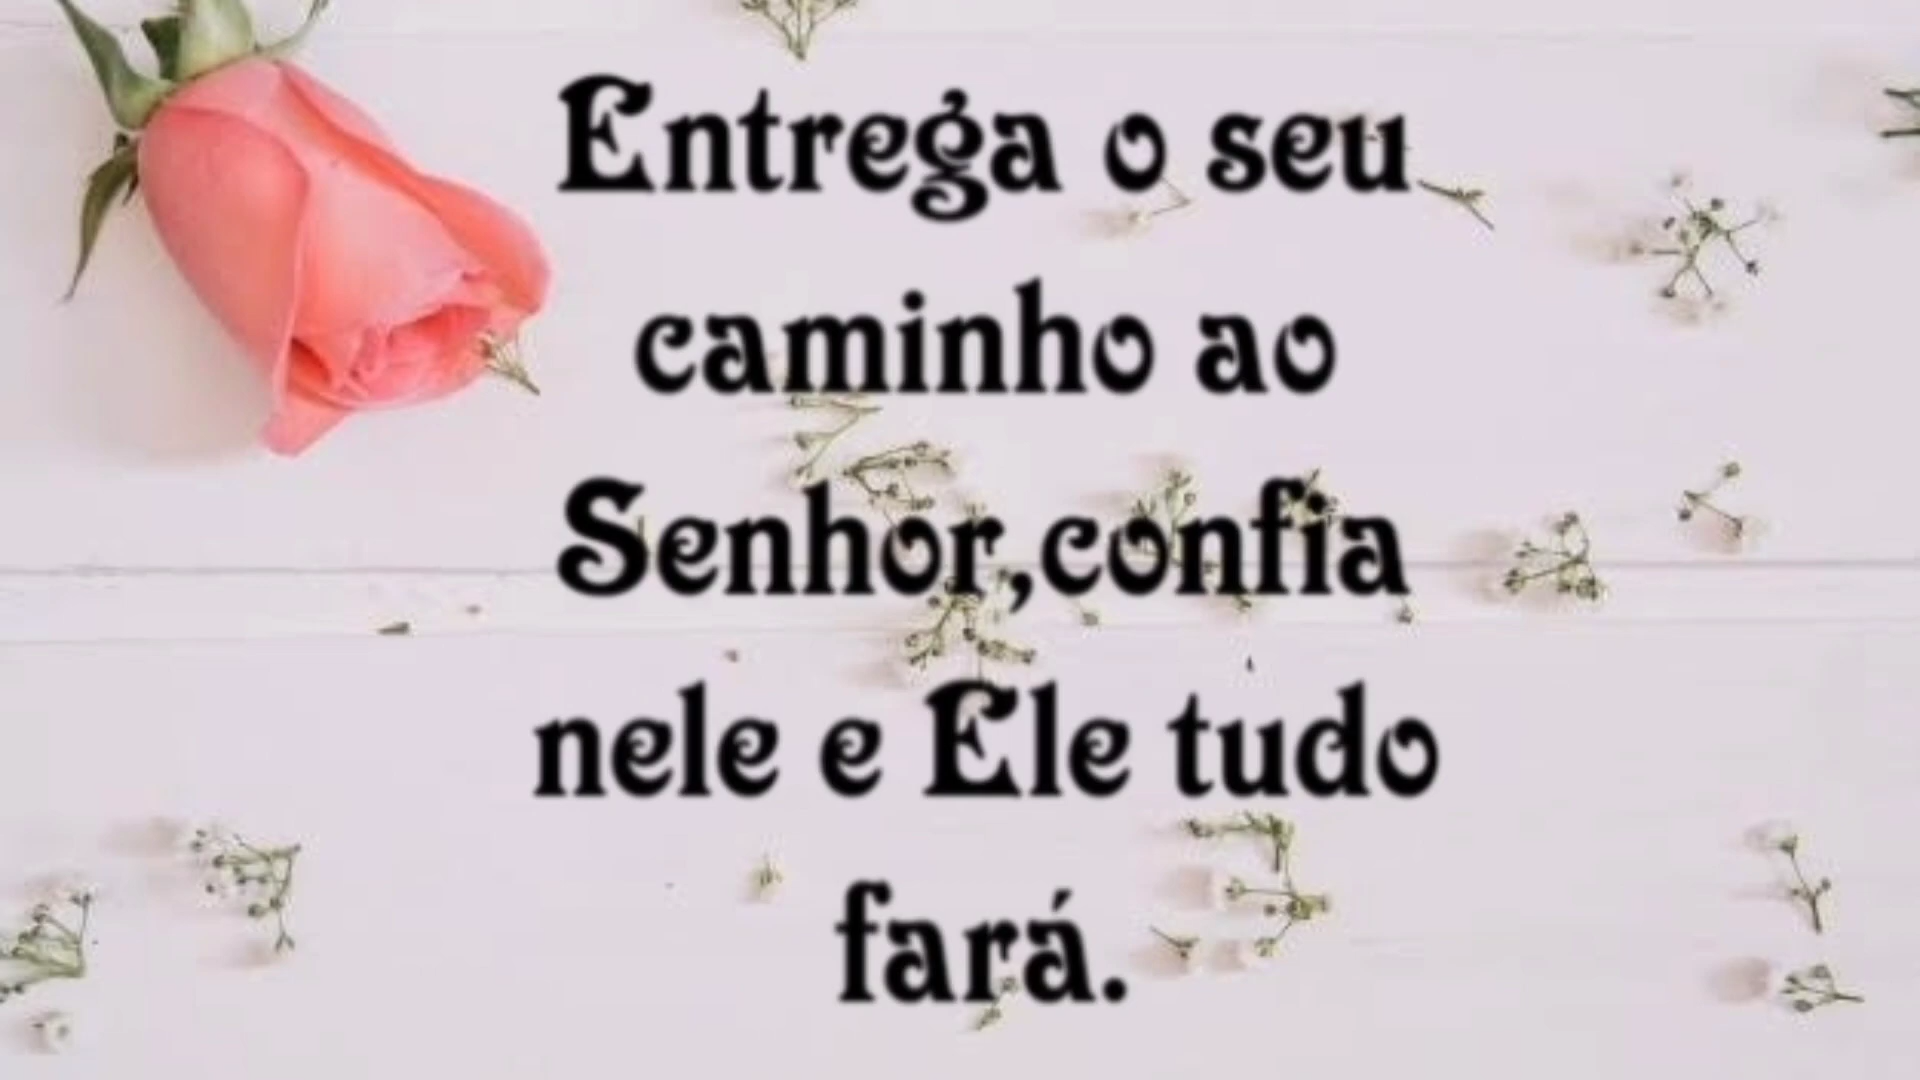 Entrega o seu
caminho ao
Senhor,confia
nele e Ele tudo
fará.